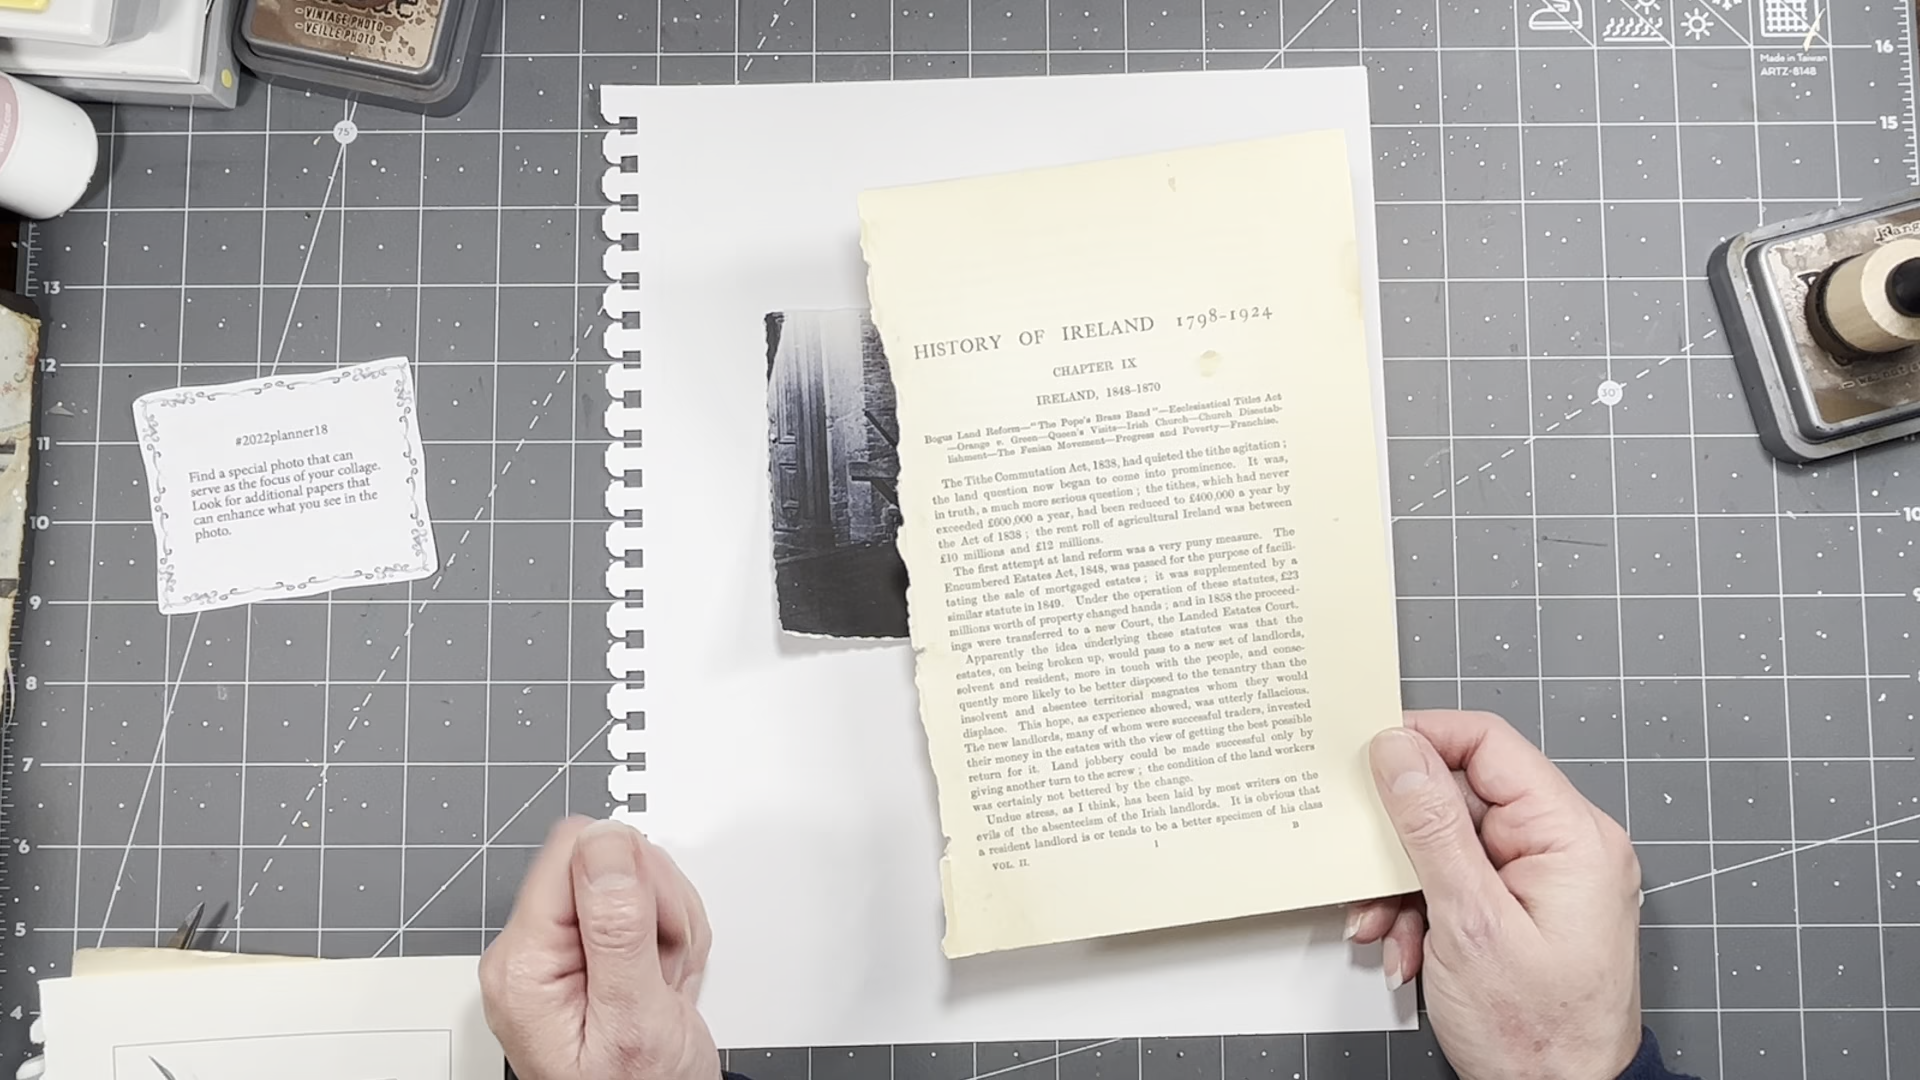 - VINTAGE PHOTO -
- VEILLE PHOTO -
75°
#2022planner18
Find a special photo that can
serve as the focus of your collage.
Look for additional papers that
can enhance what you see in the
photo.
HISTORY OF IRELAND 1798-1924
CHAPTER IX
IRELAND, 1848-1870
Bogus Land Reform—"The Pope's Brass Band"—Ecclesiastical Titles Act
—Orange v. Green—Queen's Visits—Irish Church—Church Disestab-
lishment—The Fenian Movement—Progress and Poverty—Franchise.
The Tithe Commutation Act, 1838, had quieted the tithe agitation ;
the land question now began to come into prominence. It was,
in truth, a much more serious question ; the tithes, which had never
exceeded £600,000 a year, had been reduced to £400,000 a year by
the Act of 1838 ; the rent roll of agricultural Ireland was between
£10 millions and £12 millions.
The first attempt at land reform was a very puny measure. The
Encumbered Estates Act, 1848, was passed for the purpose of facili-
tating the sale of mortgaged estates ; it was supplemented by a
similar statute in 1849. Under the operation of these statutes, £23
millions worth of property changed hands ; and in 1858 the proceed-
ings were transferred to a new Court, the Landed Estates Court.
Apparently the idea underlying these statutes was that the
estates, on being broken up, would pass to a new set of landlords,
solvent and resident, more in touch with the people, and conse-
quently more likely to be better disposed to the tenantry than the
insolvent and absentee territorial magnates whom they would
displace. This hope, as experience showed, was utterly fallacious.
The new landlords, many of whom were successful traders, invested
their money in the estates with the view of getting the best possible
return for it. Land jobbery could be made successful only by
giving another turn to the screw ; the condition of the land workers
was certainly not bettered by the change.
Undue stress, as I think, has been laid by most writers on the
evils of the absenteeism of the Irish landlords. It is obvious that
a resident landlord is or tends to be a better specimen of his class
VOL. II. 1 B
Made in Taiwan
ARTZ-8148
16
15
13
12
11
10
9
8
7
6
5
4
30°
10